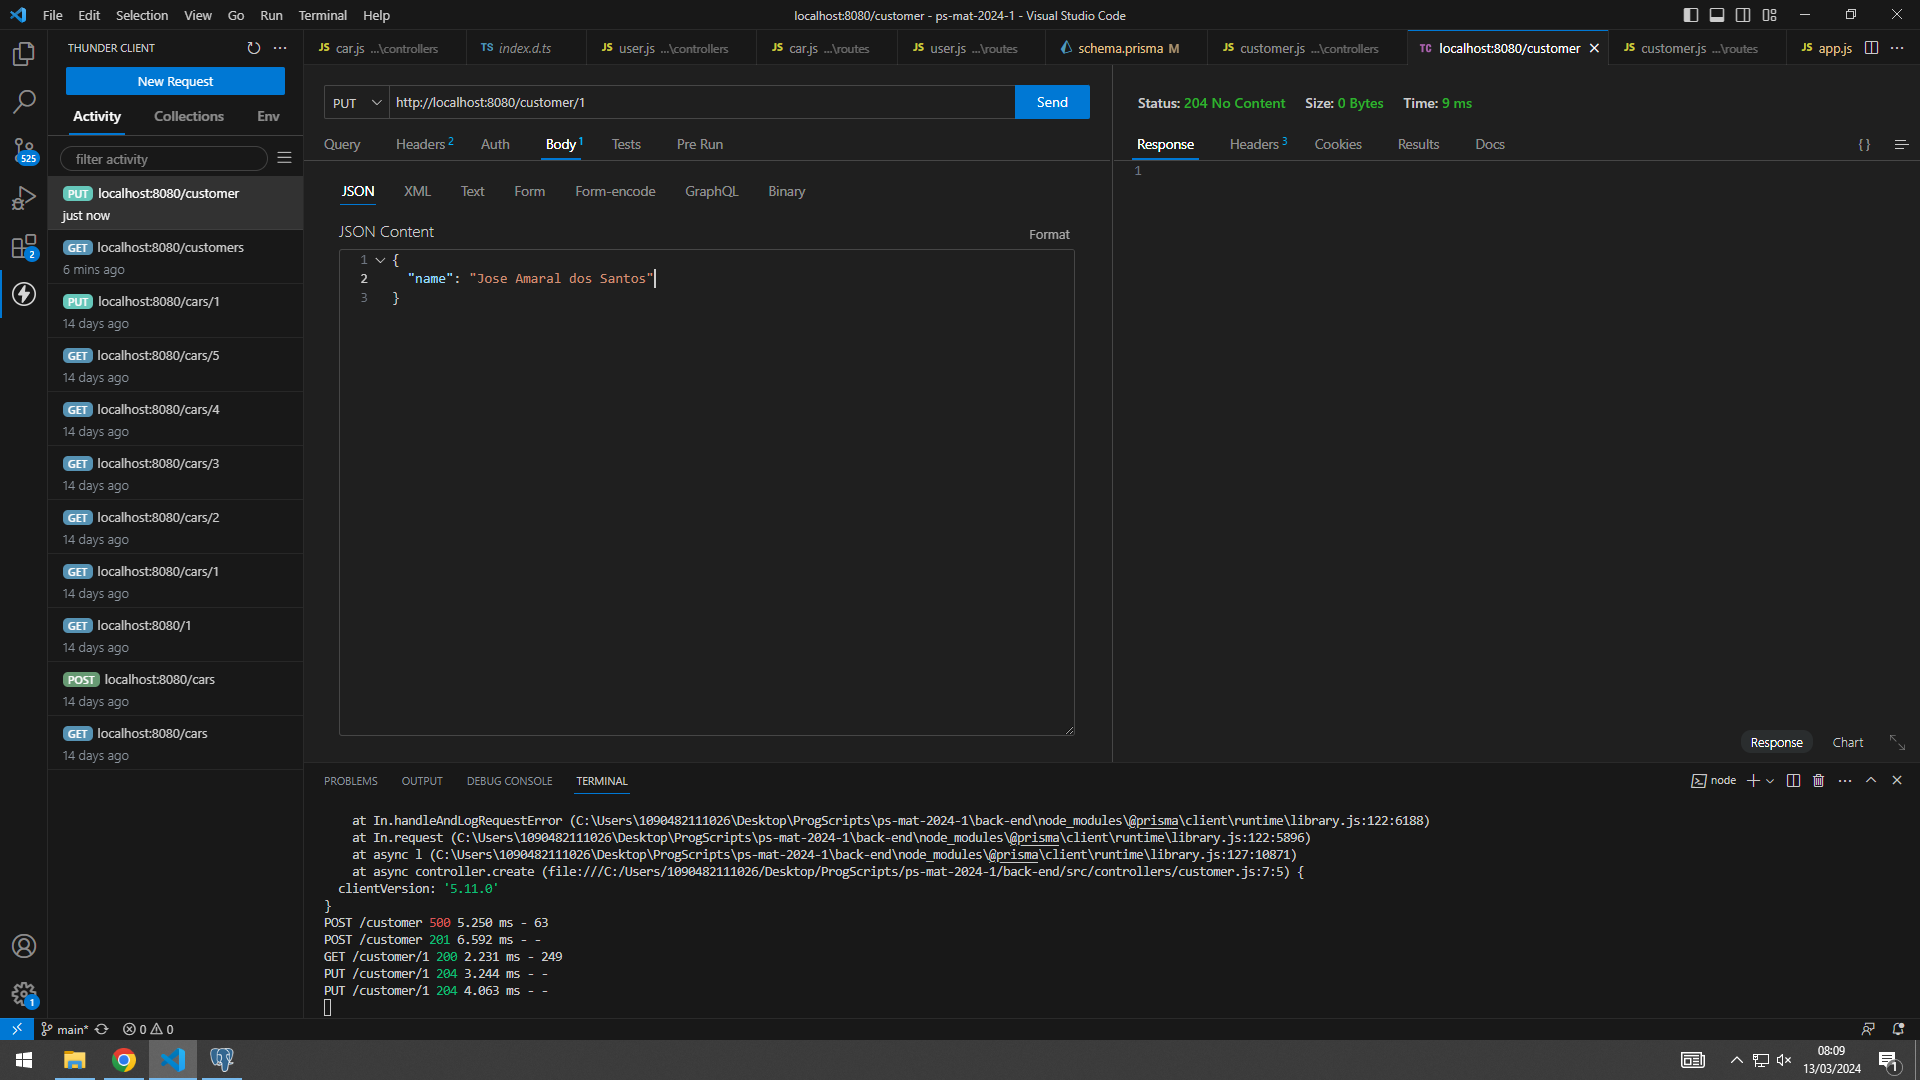 File Edit Selection View Go Run Terminal Help
localhost:8080/customer - ps-mat-2024-1 - Visual Studio Code
THUNDER CLIENT
New Request
Activity Collections Env
filter activity
PUT localhost:8080/customer
just now
GET localhost:8080/customers
6 mins ago
PUT localhost:8080/cars/1
14 days ago
GET localhost:8080/cars/5
14 days ago
GET localhost:8080/cars/4
14 days ago
GET localhost:8080/cars/3
14 days ago
GET localhost:8080/cars/2
14 days ago
GET localhost:8080/cars/1
14 days ago
GET localhost:8080/1
14 days ago
POST localhost:8080/cars
14 days ago
GET localhost:8080/cars
14 days ago
525
2
1
JS car.js ...\controllers
TS index.d.ts
JS user.js ...\controllers
JS car.js ...\routes
JS user.js ...\routes
schema.prisma M
JS customer.js ...\controllers
TC localhost:8080/customer
JS customer.js ...\routes
JS app.js
PUT http://localhost:8080/customer/1 Send
Query Headers 2 Auth Body 1 Tests Pre Run
JSON XML Text Form Form-encode GraphQL Binary
JSON Content
Format
1 {
2 "name": "Jose Amaral dos Santos"
3 }
Status: 204 No Content Size: 0 Bytes Time: 9 ms
Response Headers 3 Cookies Results Docs {}
1
Response Chart
PROBLEMS OUTPUT DEBUG CONSOLE TERMINAL
node
at In.handleAndLogRequestError (C:\Users\1090482111026\Desktop\ProgScripts\ps-mat-2024-1\back-end\node_modules\@prisma\client\runtime\library.js:122:6188)
at In.request (C:\Users\1090482111026\Desktop\ProgScripts\ps-mat-2024-1\back-end\node_modules\@prisma\client\runtime\library.js:122:5896)
at async l (C:\Users\1090482111026\Desktop\ProgScripts\ps-mat-2024-1\back-end\node_modules\@prisma\client\runtime\library.js:127:10871)
at async controller.create (file:///C:/Users/1090482111026/Desktop/ProgScripts/ps-mat-2024-1/back-end/src/controllers/customer.js:7:5) {
clientVersion: '5.11.0'
}
POST /customer 500 5.250 ms - 63
POST /customer 201 6.592 ms - -
GET /customer/1 200 2.231 ms - 249
PUT /customer/1 204 3.244 ms - -
PUT /customer/1 204 4.063 ms - -
main* 0 0
08:09
13/03/2024
1